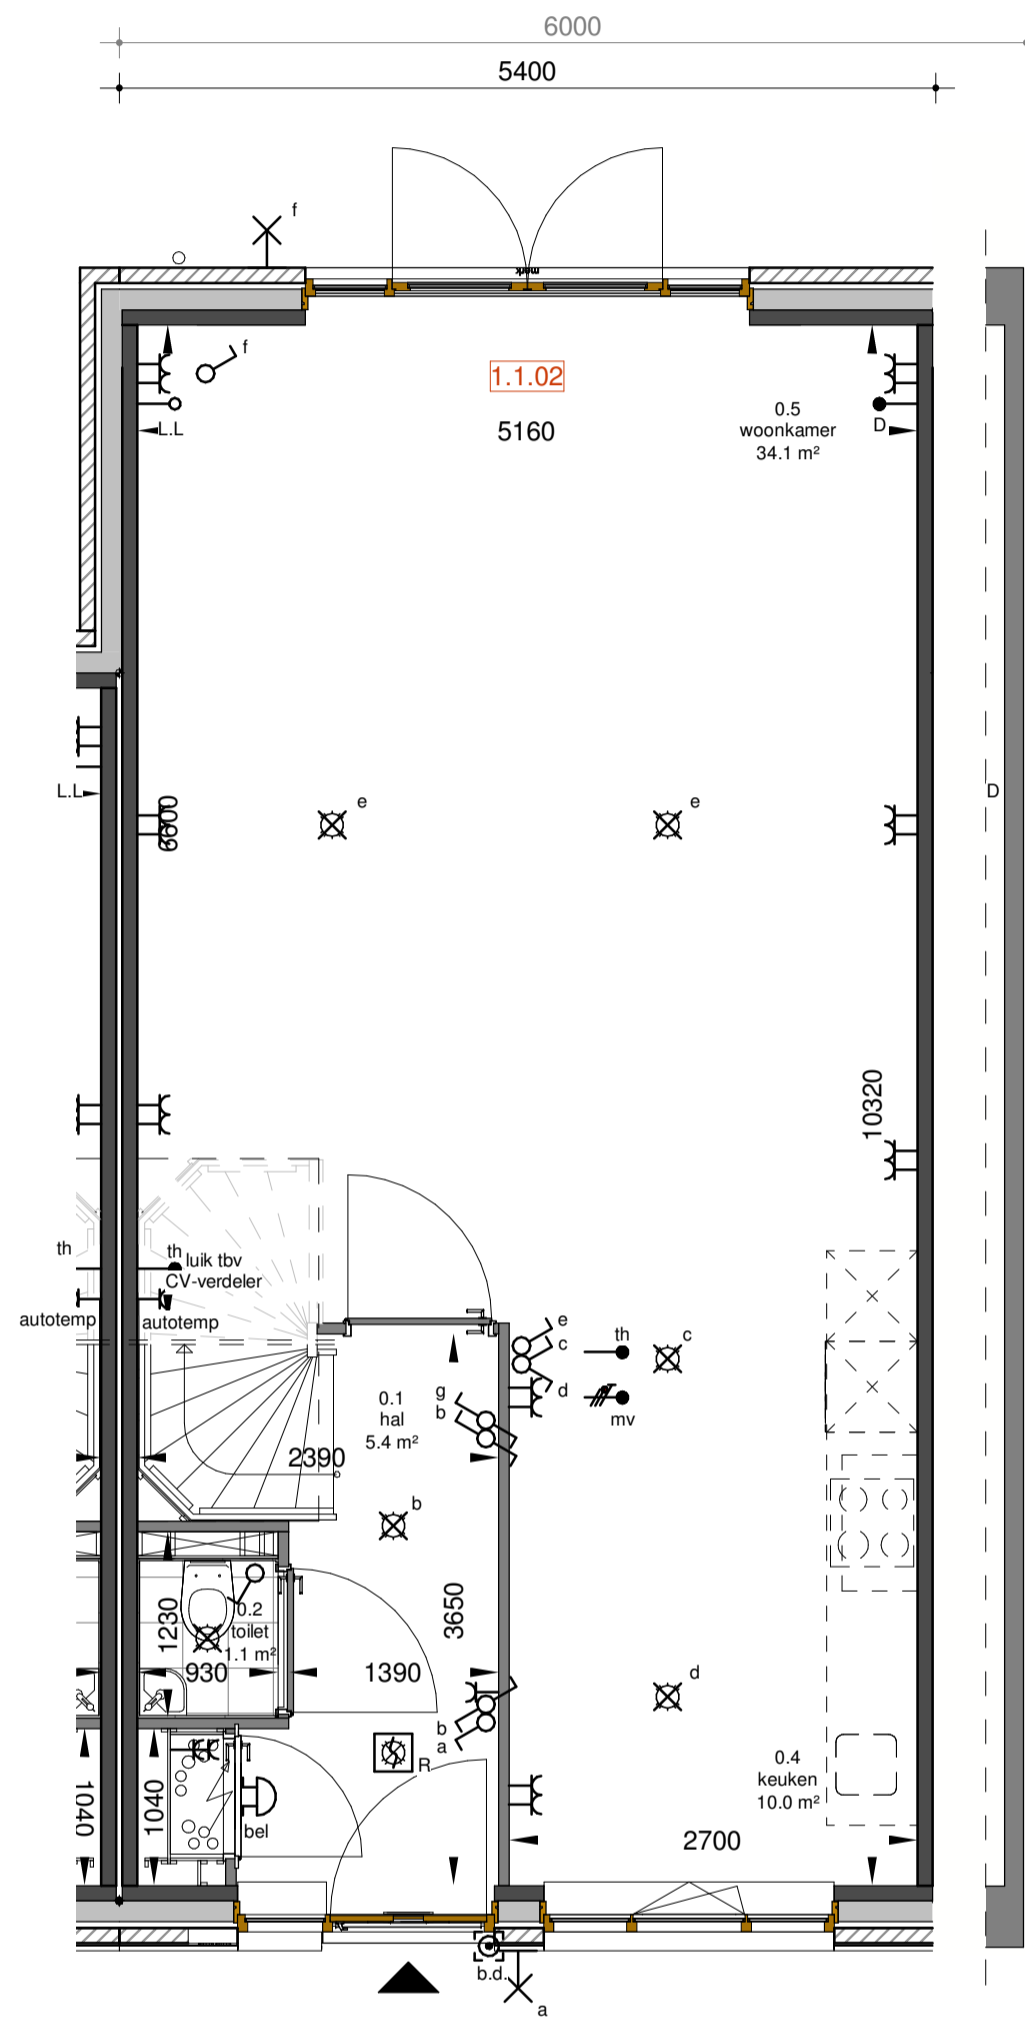 6000
5400
f
merk
f
1.1.02
5160
0.5
woonkamer
34.1 m²
L.L
D
e
e
L.L
6600
D
10320
th
th
luik tbv
CV-verdeler
autotemp
autotemp
e
c
th
c
d
mv
g
b
0.1
hal
5.4 m²
2390
b
1230
0.2
toilet
1.1 m²
3650
930
1390
d
b
a
R
0.4
keuken
10.0 m²
1040
1040
bel
2700
b.d.
a